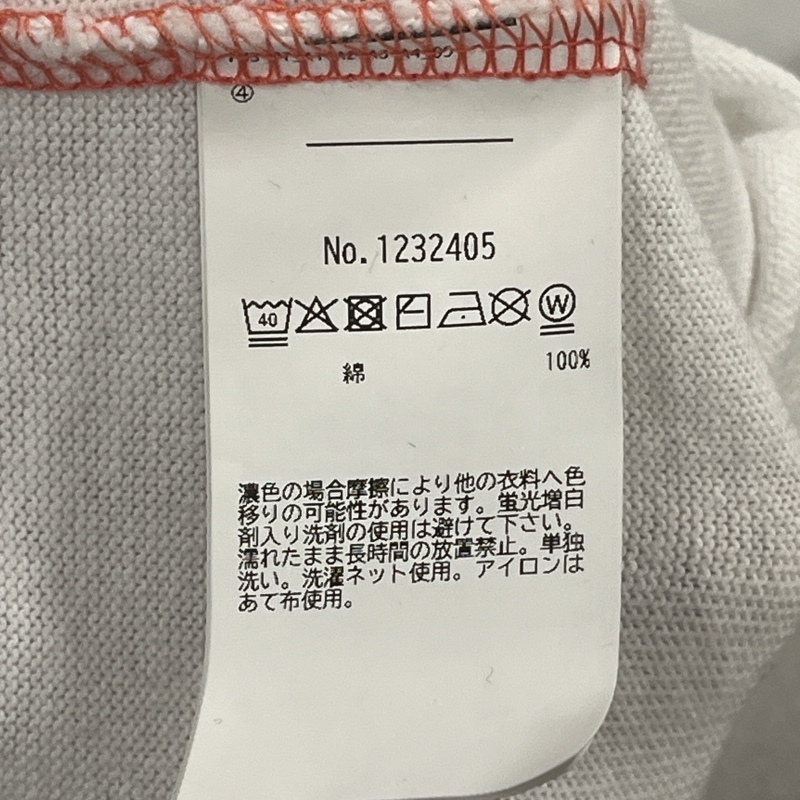 ④
No.1232405
40
W
綿 100%
濃色の場合摩擦により他の衣料へ色
移りの可能性があります。蛍光増白
剤入り洗剤の使用は避けて下さい。
濡れたまま長時間の放置禁止。単独
洗い。洗濯ネット使用。アイロンは
あて布使用。